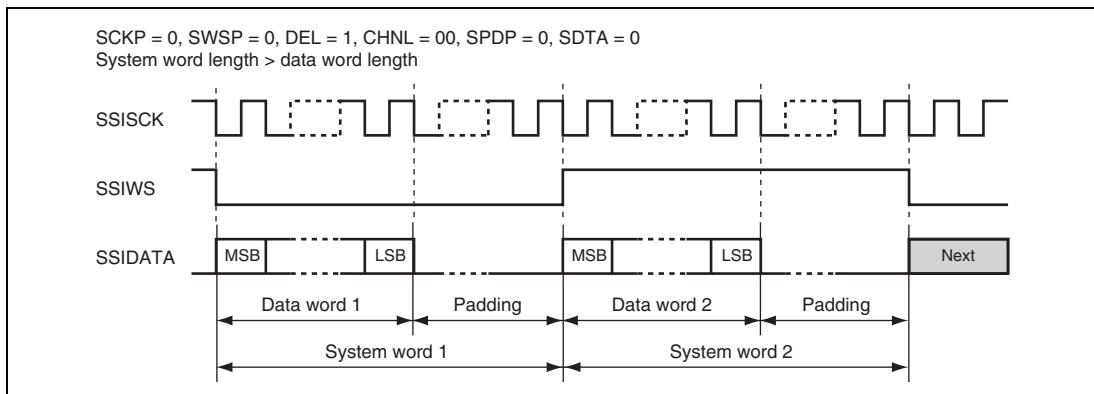 SCKP = 0, SWSP = 0, DEL = 1, CHNL = 00, SPDP = 0, SDTA = 0
System word length > data word length
SSISCK
SSIWS
SSIDATA MSB LSB MSB LSB Next
Data word 1 Padding Data word 2 Padding
System word 1 System word 2